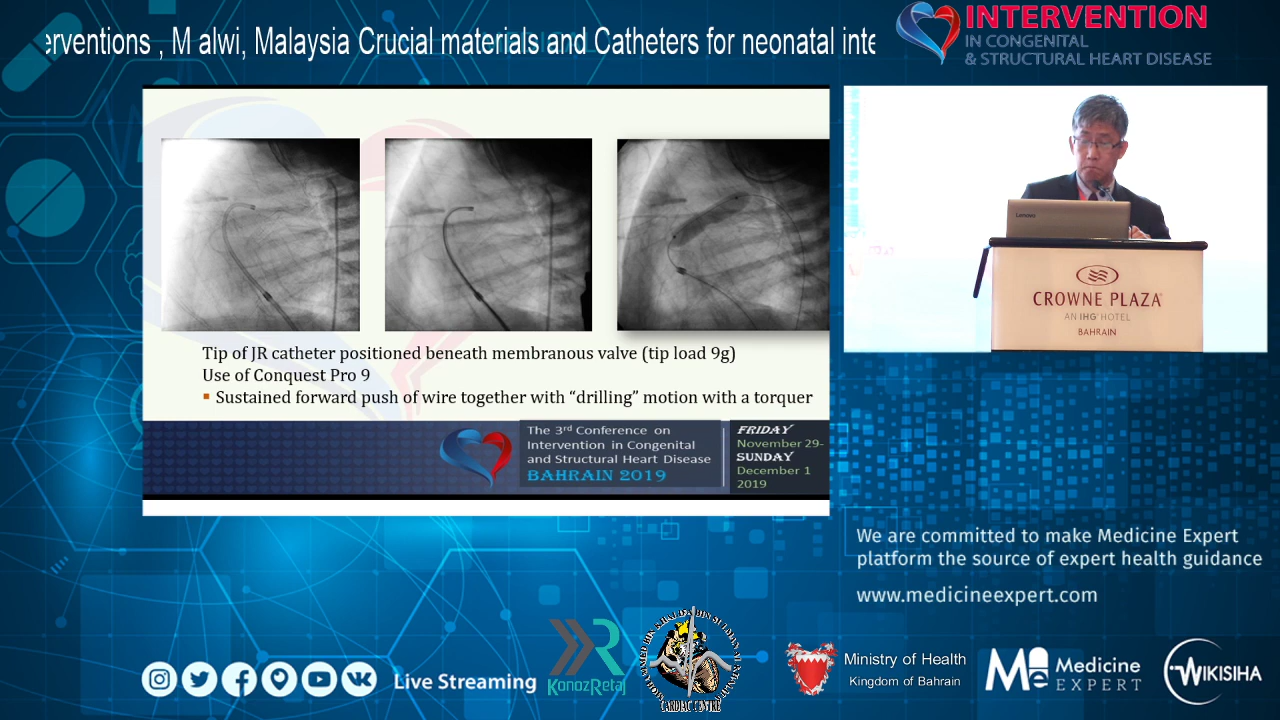 erventions , M alwi, Malaysia Crucial materials and Catheters for neonatal inte
INTERVENTION
IN CONGENITAL
& STRUCTURAL HEART DISEASE
Tip of JR catheter positioned beneath membranous valve (tip load 9g)
Use of Conquest Pro 9
Sustained forward push of wire together with “drilling” motion with a torquer
The 3rd Conference on
Intervention in Congenital
and Structural Heart Disease
BAHRAIN 2019
FRIDAY
November 29-
SUNDAY
December 1
2019
Lenovo
CROWNE PLAZA
AN IHG HOTEL
BAHRAIN
We are committed to make Medicine Expert
platform the source of expert health guidance
www.medicineexpert.com
Live Streaming
KanozRetaj
CARDIAC CENTRE
Ministry of Health
Kingdom of Bahrain
Me Medicine
EXPERT
WIKISIHA